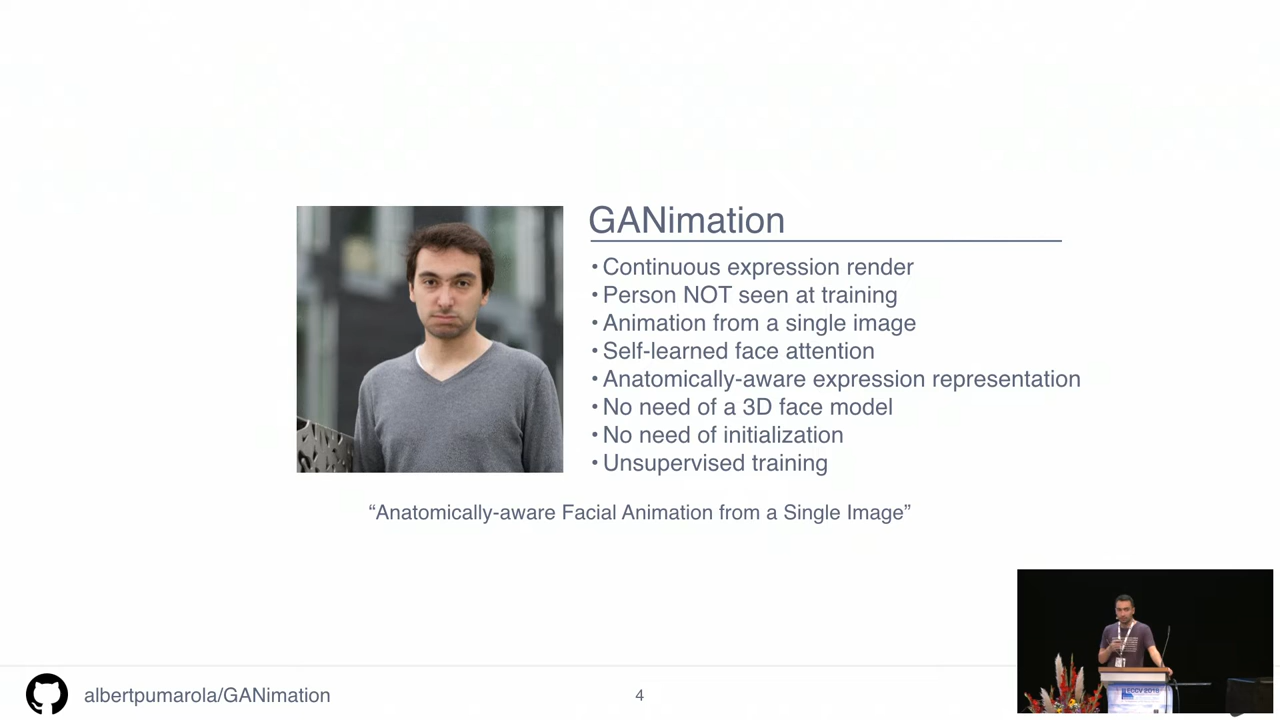 GANimation
•Continuous expression render
•Person NOT seen at training
•Animation from a single image
•Self-learned face attention
•Anatomically-aware expression representation
•No need of a 3D face model
•No need of initialization
•Unsupervised training
“Anatomically-aware Facial Animation from a Single Image”
ECCV 2018
albertpumarola/GANimation
4